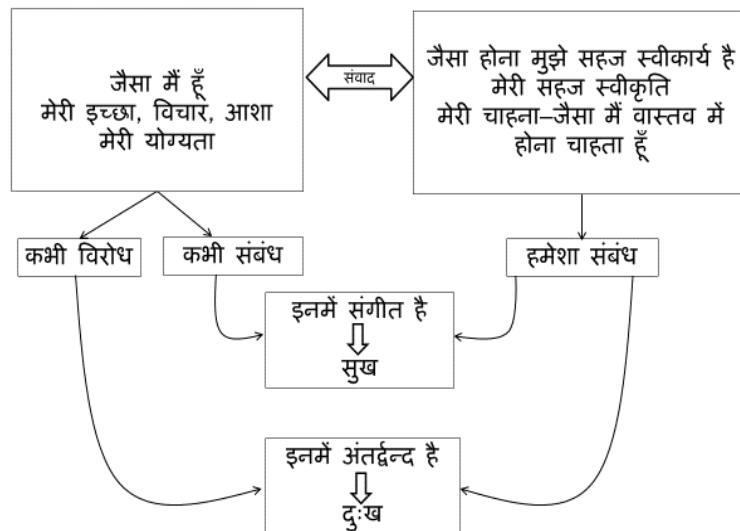 जैसा मैं हूँ
मेरी इच्छा, विचार, आशा
मेरी योग्यता
संवाद
जैसा होना मुझे सहज स्वीकार्य है
मेरी सहज स्वीकृति
मेरी चाहना–जैसा मैं वास्तव में
होना चाहता हूँ
कभी विरोध
कभी संबंध
हमेशा संबंध
इनमें संगीत है
सुख
इनमें अंतर्द्वन्द है
दुःख